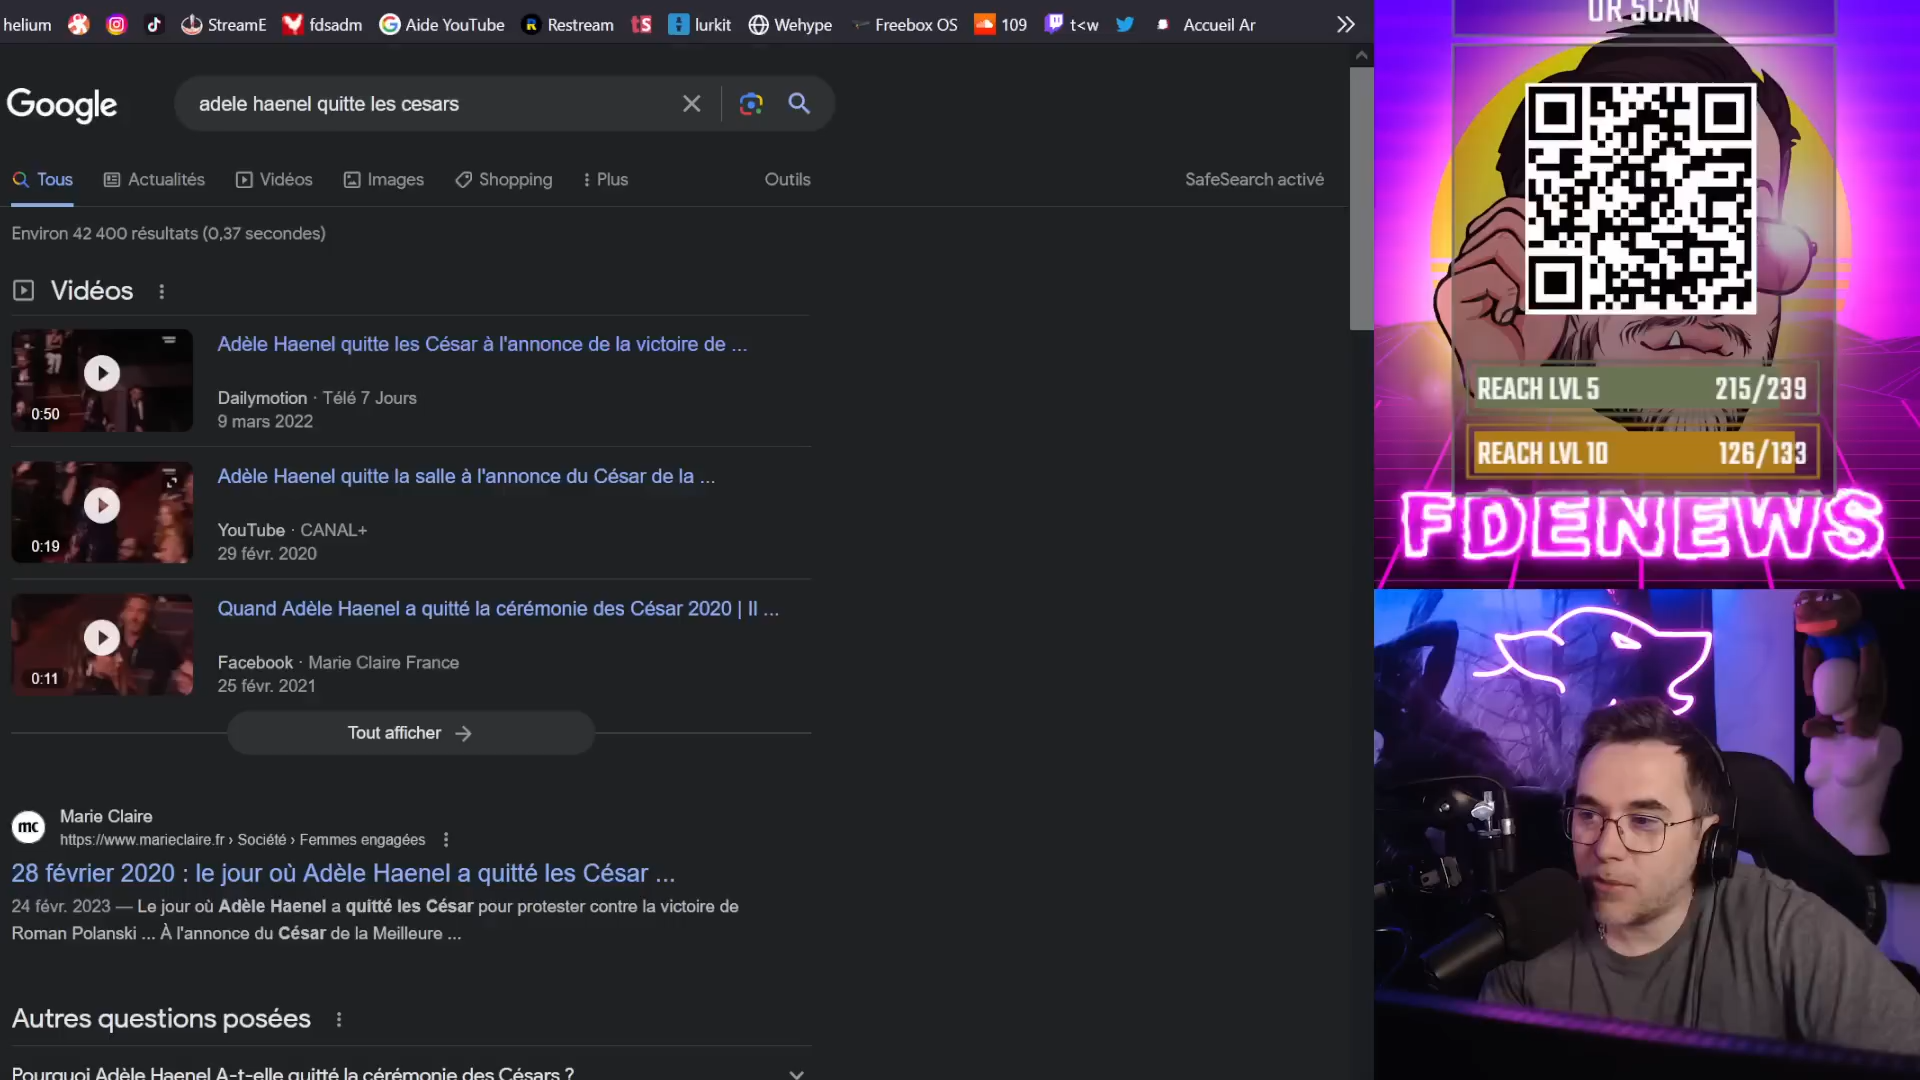 helium
StreamE
fdsadm
Aide YouTube
Restream
tS
lurkit
Wehype
Freebox OS
109
t<w
Accueil Ar
Google
adele haenel quitte les cesars
Tous
Actualités
Vidéos
Images
Shopping
Plus
Outils
SafeSearch activé
Environ 42 400 résultats (0,37 secondes)
Vidéos
Adèle Haenel quitte les César à l'annonce de la victoire de ...
Dailymotion · Télé 7 Jours
9 mars 2022
0:50
Adèle Haenel quitte la salle à l'annonce du César de la ...
YouTube · CANAL+
29 févr. 2020
0:19
Quand Adèle Haenel a quitté la cérémonie des César 2020 | Il ...
Facebook · Marie Claire France
25 févr. 2021
0:11
Tout afficher
mc
Marie Claire
https://www.marieclaire.fr › Société › Femmes engagées
28 février 2020 : le jour où Adèle Haenel a quitté les César ...
24 févr. 2023 — Le jour où Adèle Haenel a quitté les César pour protester contre la victoire de
Roman Polanski ... À l'annonce du César de la Meilleure ...
Autres questions posées
Pourquoi Adèle Haenel A-t-elle quitté la cérémonie des Césars ?
OR SCAN
REACH LVL 5 215/239
REACH LVL 10 126/133
FDENEWS